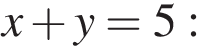 x + y = 5 :